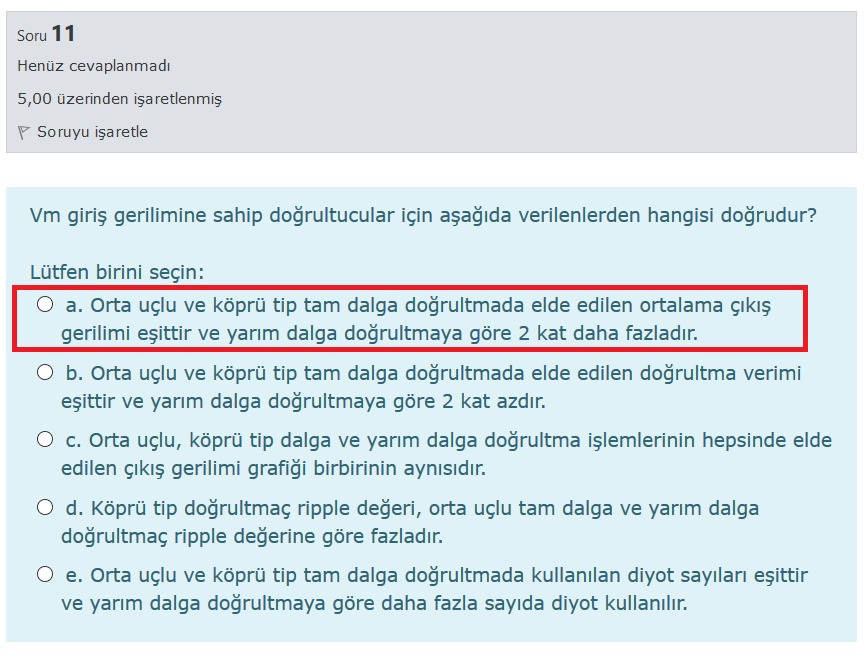 Soru 11
Henüz cevaplanmadı
5,00 üzerinden işaretlenmiş
Soruyu işaretle
Vm giriş gerilimine sahip doğrultucular için aşağıda verilenlerden hangisi doğrudur?
Lütfen birini seçin:
a. Orta uçlu ve köprü tip tam dalga doğrultmada elde edilen ortalama çıkış
gerilimi eşittir ve yarım dalga doğrultmaya göre 2 kat daha fazladır.
b. Orta uçlu ve köprü tip tam dalga doğrultmada elde edilen doğrultma verimi
eşittir ve yarım dalga doğrultmaya göre 2 kat azdır.
c. Orta uçlu, köprü tip dalga ve yarım dalga doğrultma işlemlerinin hepsinde elde
edilen çıkış gerilimi grafiği birbirinin aynısıdır.
d. Köprü tip doğrultmaç ripple değeri, orta uçlu tam dalga ve yarım dalga
doğrultmaç ripple değerine göre fazladır.
e. Orta uçlu ve köprü tip tam dalga doğrultmada kullanılan diyot sayıları eşittir
ve yarım dalga doğrultmaya göre daha fazla sayıda diyot kullanılır.